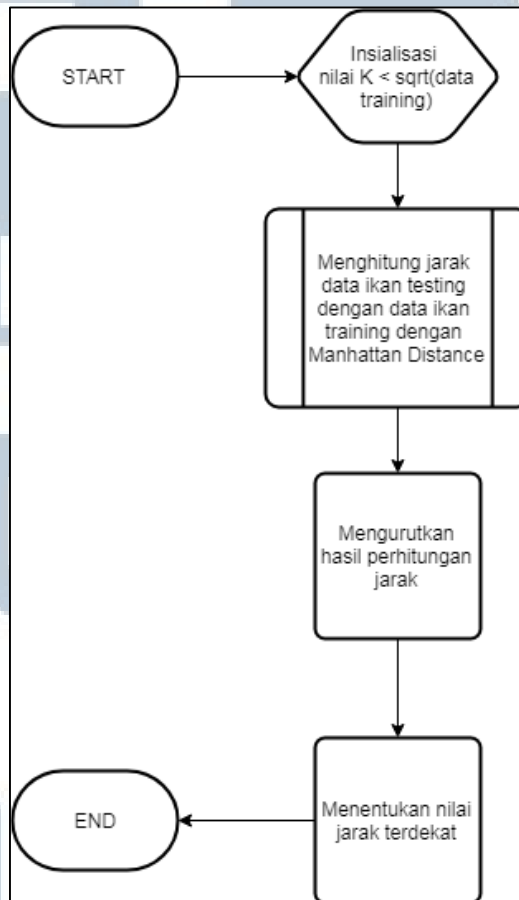 START
Insialisasi
nilai K < sqrt(data
training)
Menghitung jarak
data ikan testing
dengan data ikan
training dengan
Manhattan Distance
Mengurutkan
hasil perhitungan
jarak
Menentukan nilai
jarak terdekat
END